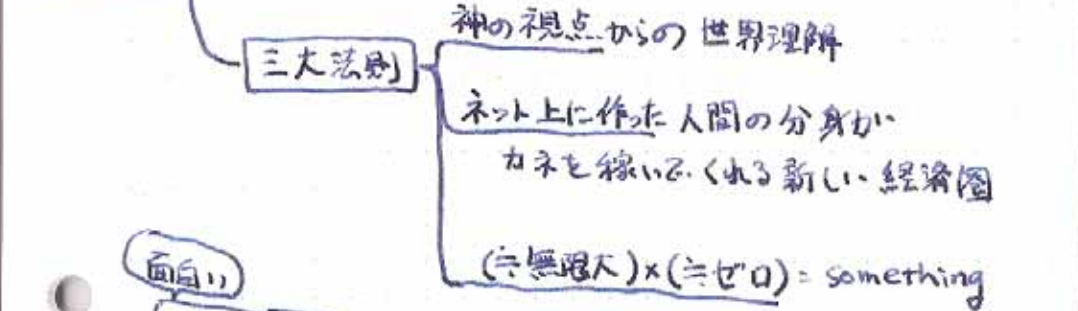 神の視点からの 世界理解
三大法則
ネット上に作った 人間の分身が
カネを稼いでくれる新しい経済圏
(≒無限大)×(≒ゼロ)= something
面白い